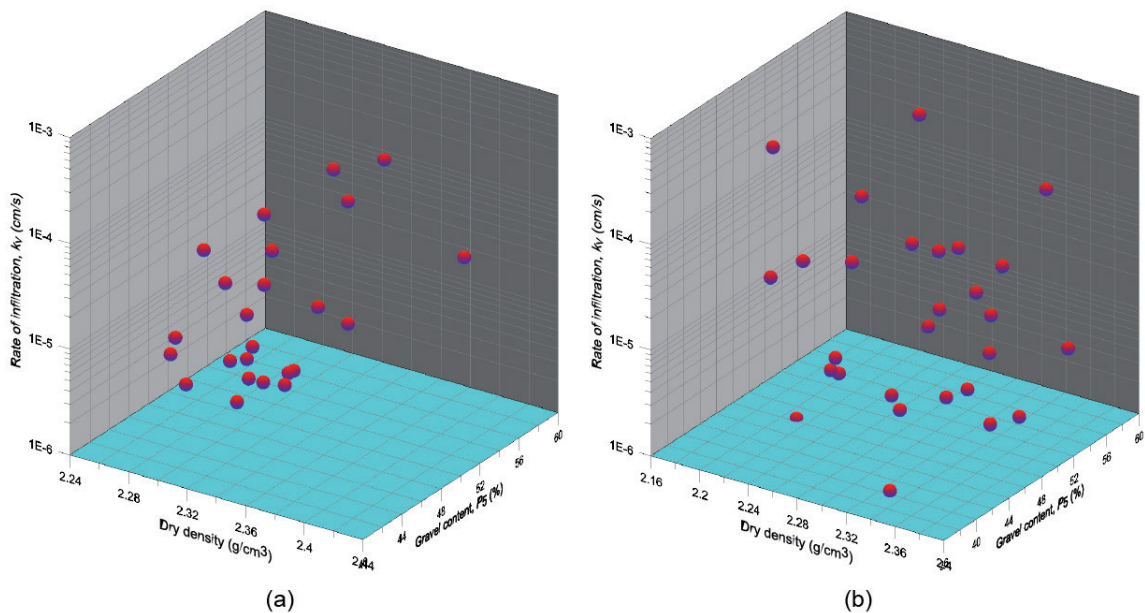 1E-3
1E-4
1E-5
1E-6
Rate of infiltration, kv (cm/s)
2.24
2.28
2.32
2.36
2.4
Dry density (g/cm3)
44
48
52
56
60
Gravel content, P5 (%)
(a)
1E-3
1E-4
1E-5
1E-6
Rate of infiltration, kv (cm/s)
2.16
2.2
2.24
2.28
2.32
2.36
Dry density (g/cm3)
40
44
48
52
56
60
Gravel content, P5 (%)
(b)